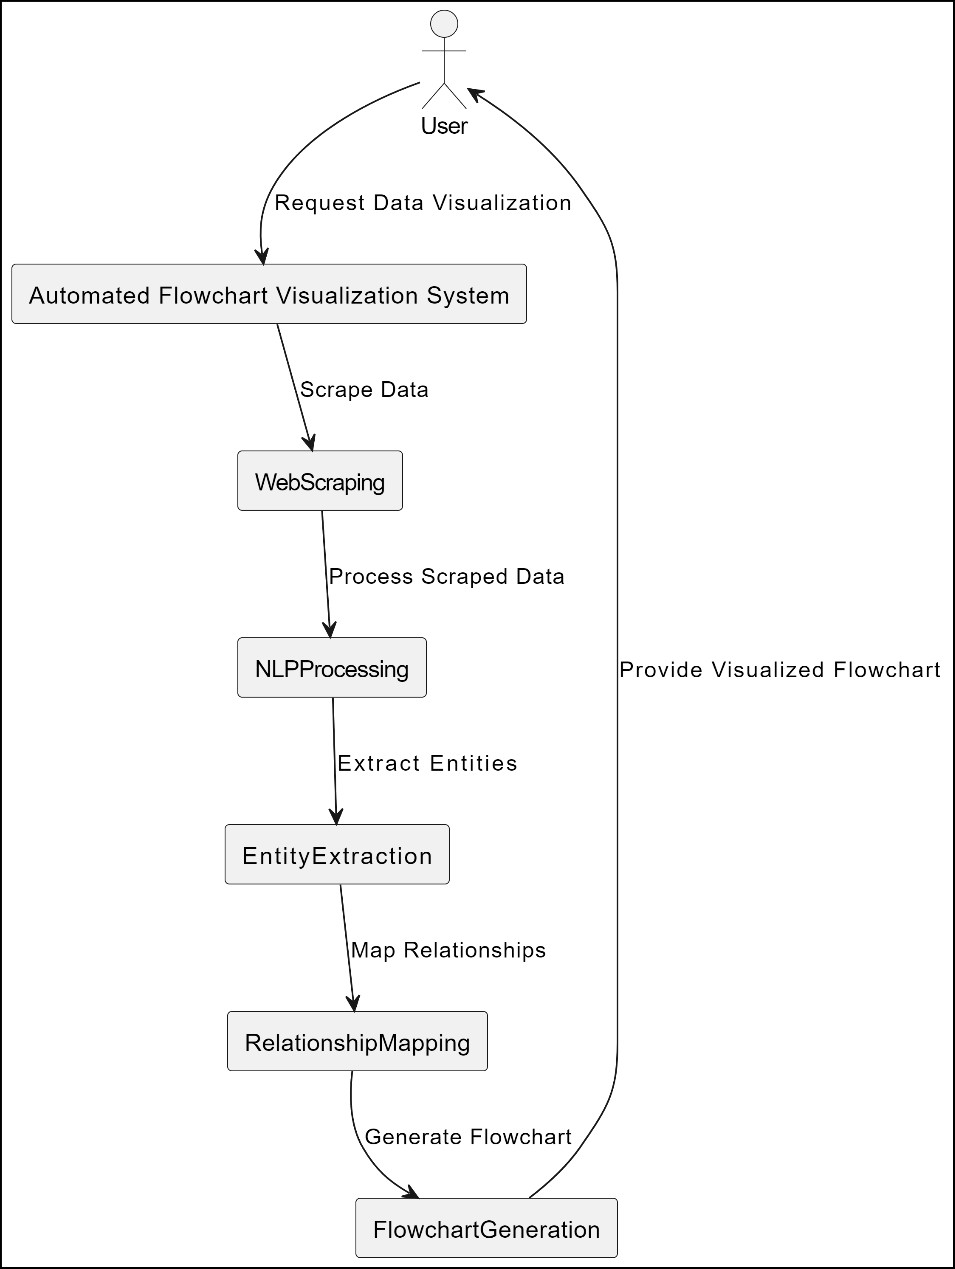 User
Request Data Visualization
Automated Flowchart Visualization System
Scrape Data
WebScraping
Process Scraped Data
NLPProcessing
Provide Visualized Flowchart
Extract Entities
EntityExtraction
Map Relationships
RelationshipMapping
Generate Flowchart
FlowchartGeneration